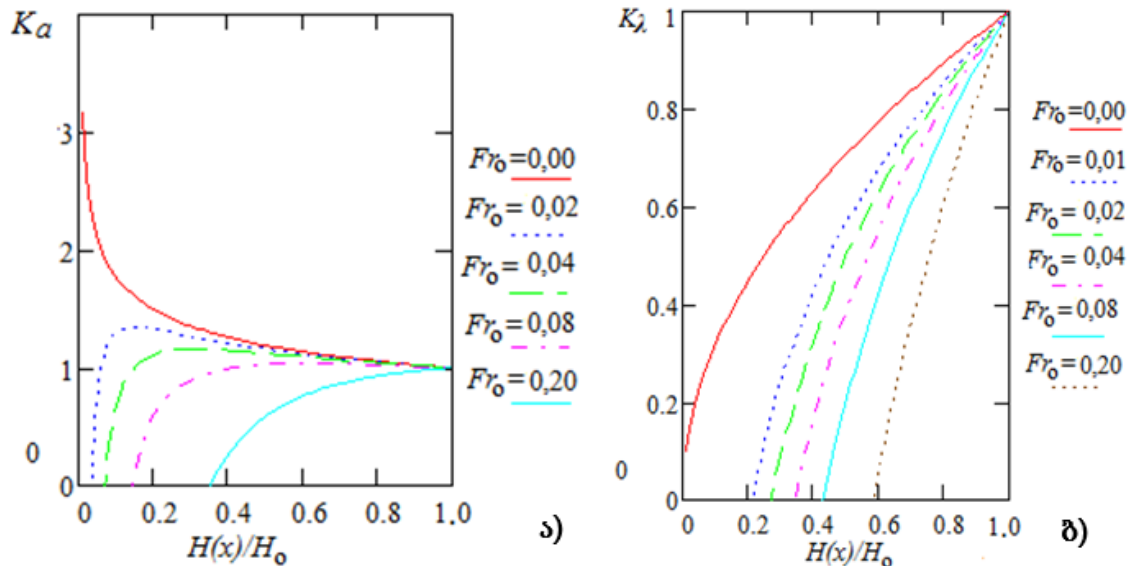 Ka
3
2
1
0
0
0 0.2 0.4 0.6 0.8 1.0
H(x)/Ho
Fro=0,00
Fro= 0,02
Fro= 0,04
Fro= 0,08
Fro= 0,20
ა)
Kλ
1
0.8
0.6
0.4
0.2
0
0
0 0.2 0.4 0.6 0.8 1.0
H(x)/Ho
Fro=0,00
Fro= 0,01
Fro= 0,02
Fro= 0,04
Fro= 0,08
Fro= 0,20
ბ)